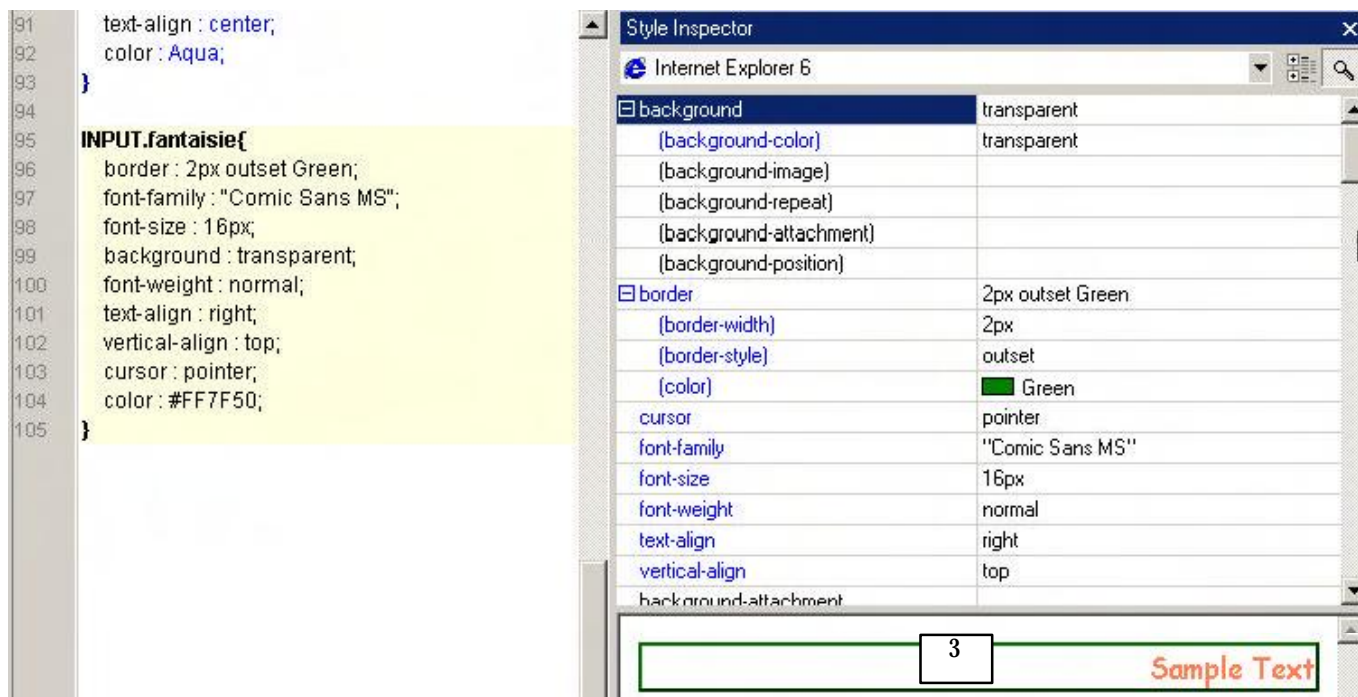 91 text-align : center;
92 color : Aqua;
93 }
94
95 INPUT.fantaisie{
96 border : 2px outset Green;
97 font-family : "Comic Sans MS";
98 font-size : 16px;
99 background : transparent;
100 font-weight : normal;
101 text-align : right;
102 vertical-align : top;
103 cursor : pointer;
104 color : #FF7F50;
105 }
Style Inspector
Internet Explorer 6
background transparent
(background-color) transparent
(background-image)
(background-repeat)
(background-attachment)
(background-position)
border 2px outset Green
(border-width) 2px
(border-style) outset
(color) Green
cursor pointer
font-family "Comic Sans MS"
font-size 16px
font-weight normal
text-align right
vertical-align top
background-attachment
3
Sample Text